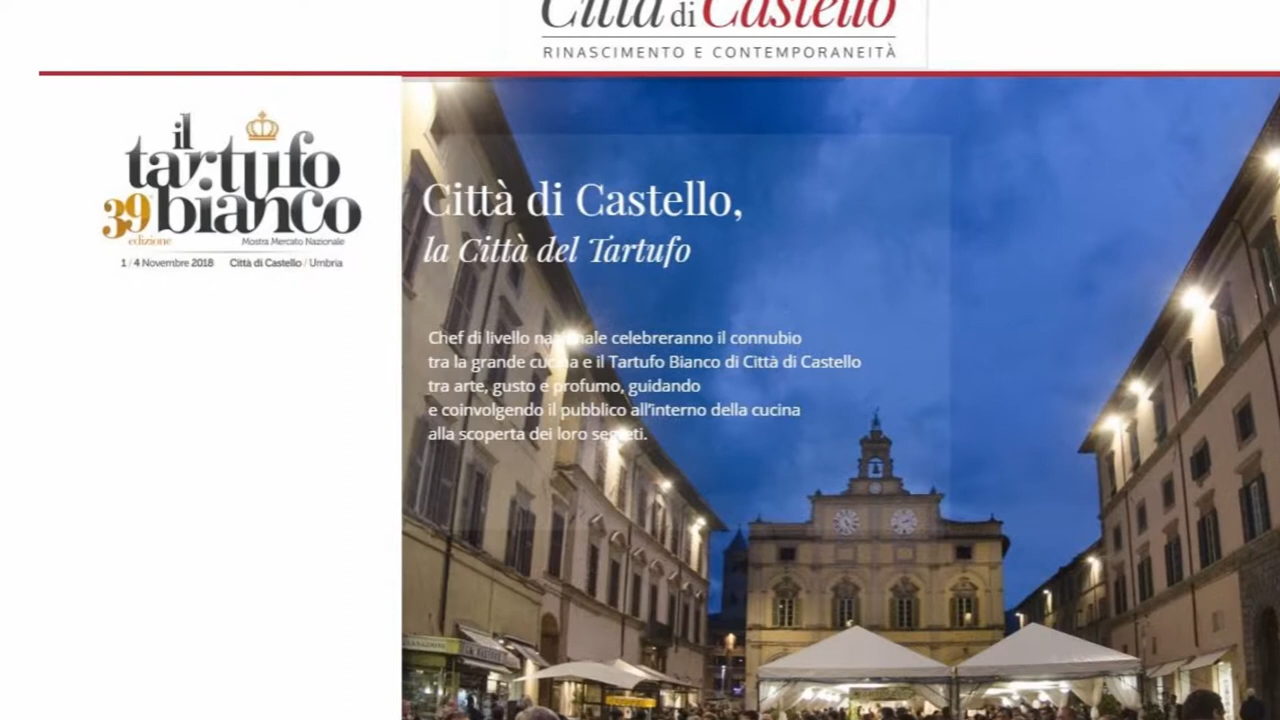 Città di Castello
RINASCIMENTO E CONTEMPORANEITÀ
il
tartufo
39ª bianco
edizione Mostra Mercato Nazionale
1 / 4 Novembre 2018 Città di Castello / Umbria
Città di Castello,
la Città del Tartufo
Chef di livello nazionale celebreranno il connubio
tra la grande cucina e il Tartufo Bianco di Città di Castello
tra arte, gusto e profumo, guidando
e coinvolgendo il pubblico all'interno della cucina
alla scoperta dei loro segreti.